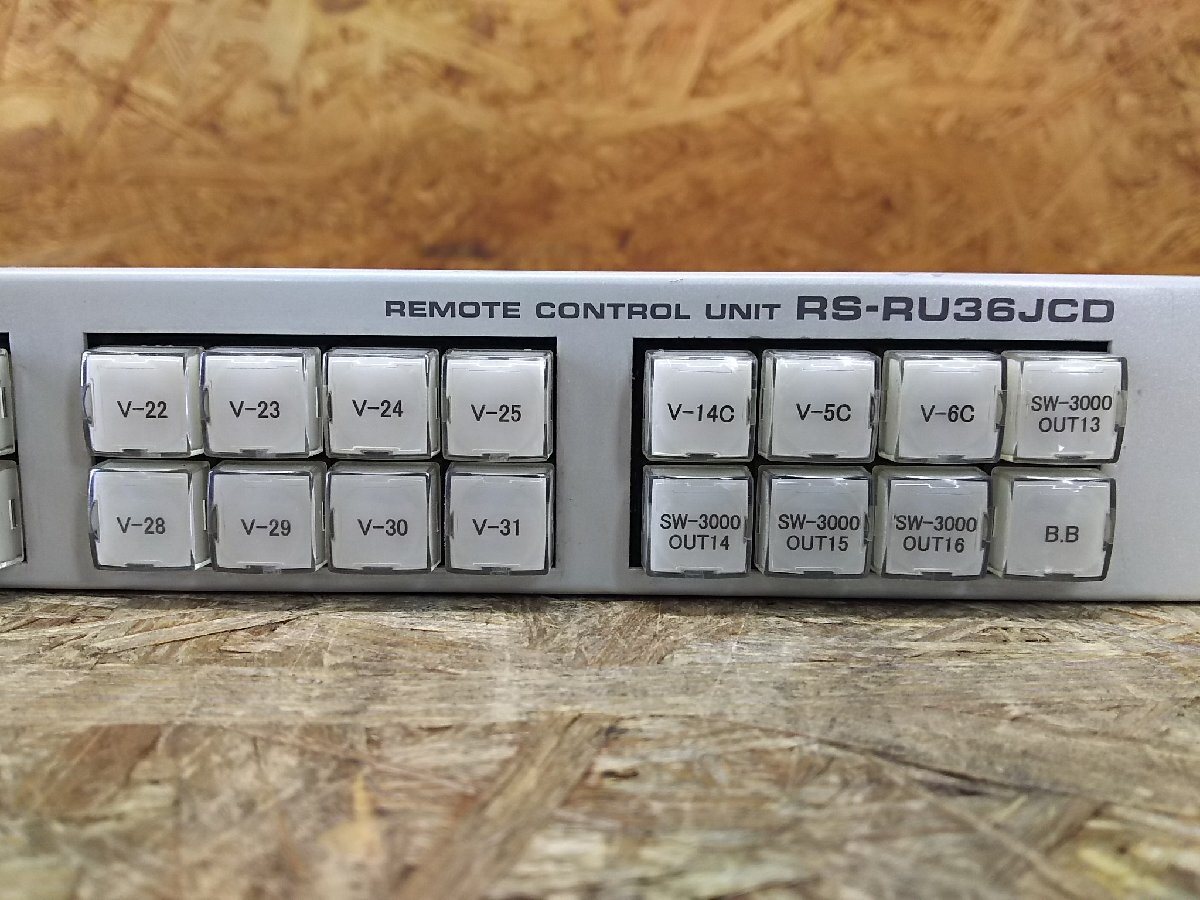 REMOTE CONTROL UNIT RS-RU36JCD
V-22
V-23
V-24
V-25
V-14C
V-5C
V-6C
SW-3000
OUT13
V-28
V-29
V-30
V-31
SW-3000
OUT14
SW-3000
OUT15
SW-3000
OUT16
B.B